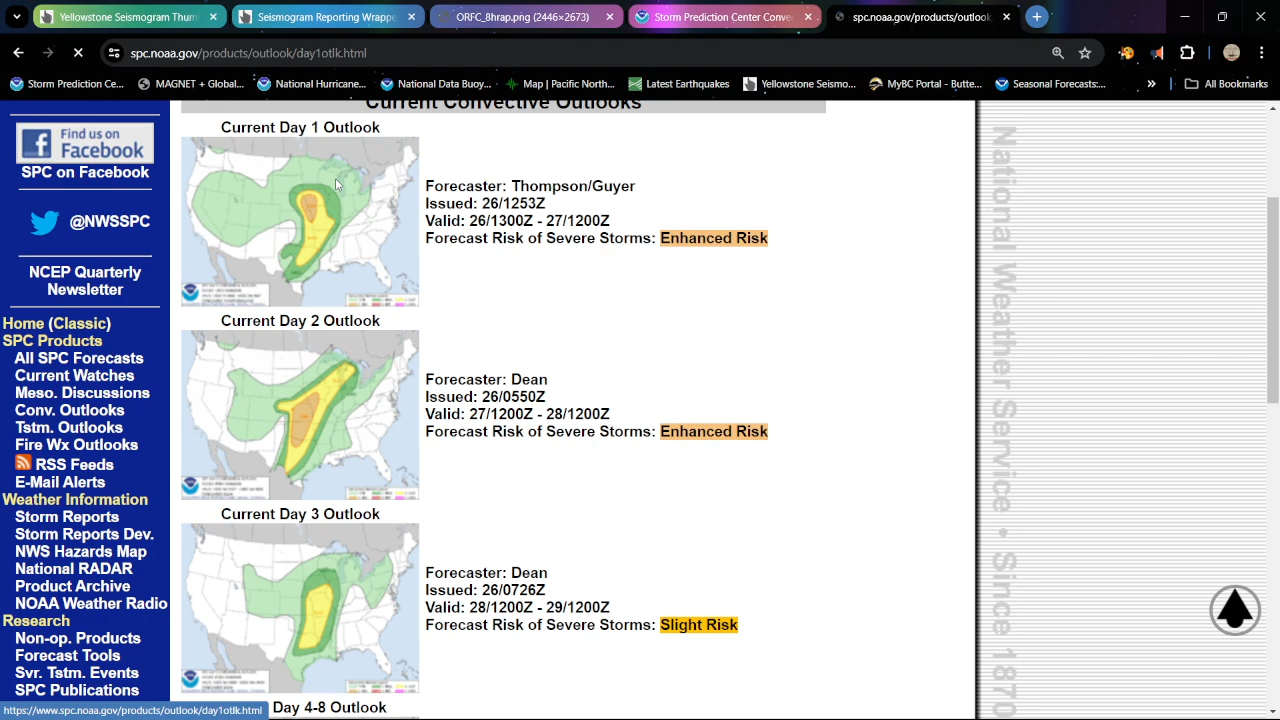 Yellowstone Seismogram Thum
Seismogram Reporting Wrappe
ORFC_8hrap.png (2446×2673)
Storm Prediction Center Conve
spc.noaa.gov/products/outlook
spc.noaa.gov/products/outlook/day1otlk.html
Storm Prediction Ce...
MAGNET + Global...
National Hurricane...
National Data Buoy...
Map | Pacific North...
Latest Earthquakes
Yellowstone Seismo...
MyBC Portal - Butte...
Seasonal Forecasts:...
All Bookmarks
Find us on
Facebook
SPC on Facebook
@NWSSPC
NCEP Quarterly
Newsletter
Home (Classic)
SPC Products
All SPC Forecasts
Current Watches
Meso. Discussions
Conv. Outlooks
Tstm. Outlooks
Fire Wx Outlooks
RSS Feeds
E-Mail Alerts
Weather Information
Storm Reports
Storm Reports Dev.
NWS Hazards Map
National RADAR
Product Archive
NOAA Weather Radio
Research
Non-op. Products
Forecast Tools
Svr. Tstm. Events
SPC Publications
https://www.spc.noaa.gov/products/outlook/day1otlk.html
Current Convective Outlooks
Current Day 1 Outlook
Forecaster: Thompson/Guyer
Issued: 26/1253Z
Valid: 26/1300Z - 27/1200Z
Forecast Risk of Severe Storms: Enhanced Risk
Current Day 2 Outlook
Forecaster: Dean
Issued: 26/0550Z
Valid: 27/1200Z - 28/1200Z
Forecast Risk of Severe Storms: Enhanced Risk
Current Day 3 Outlook
Forecaster: Dean
Issued: 26/0726Z
Valid: 28/1200Z - 29/1200Z
Forecast Risk of Severe Storms: Slight Risk
Day 4-8 Outlook
National Weather Service • Since 1870